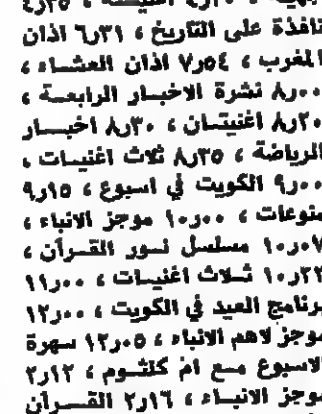 نافذة على التاريخ ، ٦٫٣١ اذان
المغرب ، ٧٫٥٤ اذان العشاء ،
٨٫٠٠ نشرة الاخبار الرابعة ،
٨٫٢٠ اغنيتان ، ٨٫٣٠ اخبار
الرياضة ، ٨٫٣٥ ثلاث اغنيات ،
٩٫٠٠ الكويت في اسبوع ، ٩٫١٥
منوعات ، ١٠٫٠٠ موجز الانباء ،
١٠٫٠٧ مسلسل نسور القرآن ،
١٠٫٢٢ ثلاث اغنيات ، ١١٫٠٠
برنامج العيد في الكويت ، ١٢٫٠٠
موجز لاهم الانباء ، ١٢٫٠٥ سهرة
الاسبوع مع ام كلثوم ، ٢٫١٢
موجز الانباء ، ٢٫١٦ القرآن